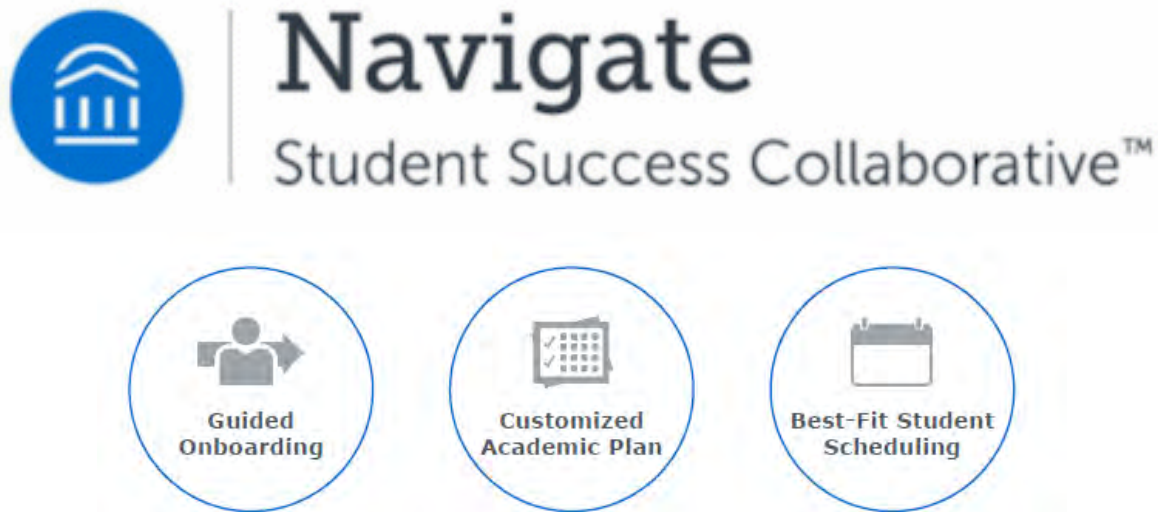 Navigate
Student Success Collaborative™
Guided
Onboarding
Customized
Academic Plan
Best-Fit Student
Scheduling